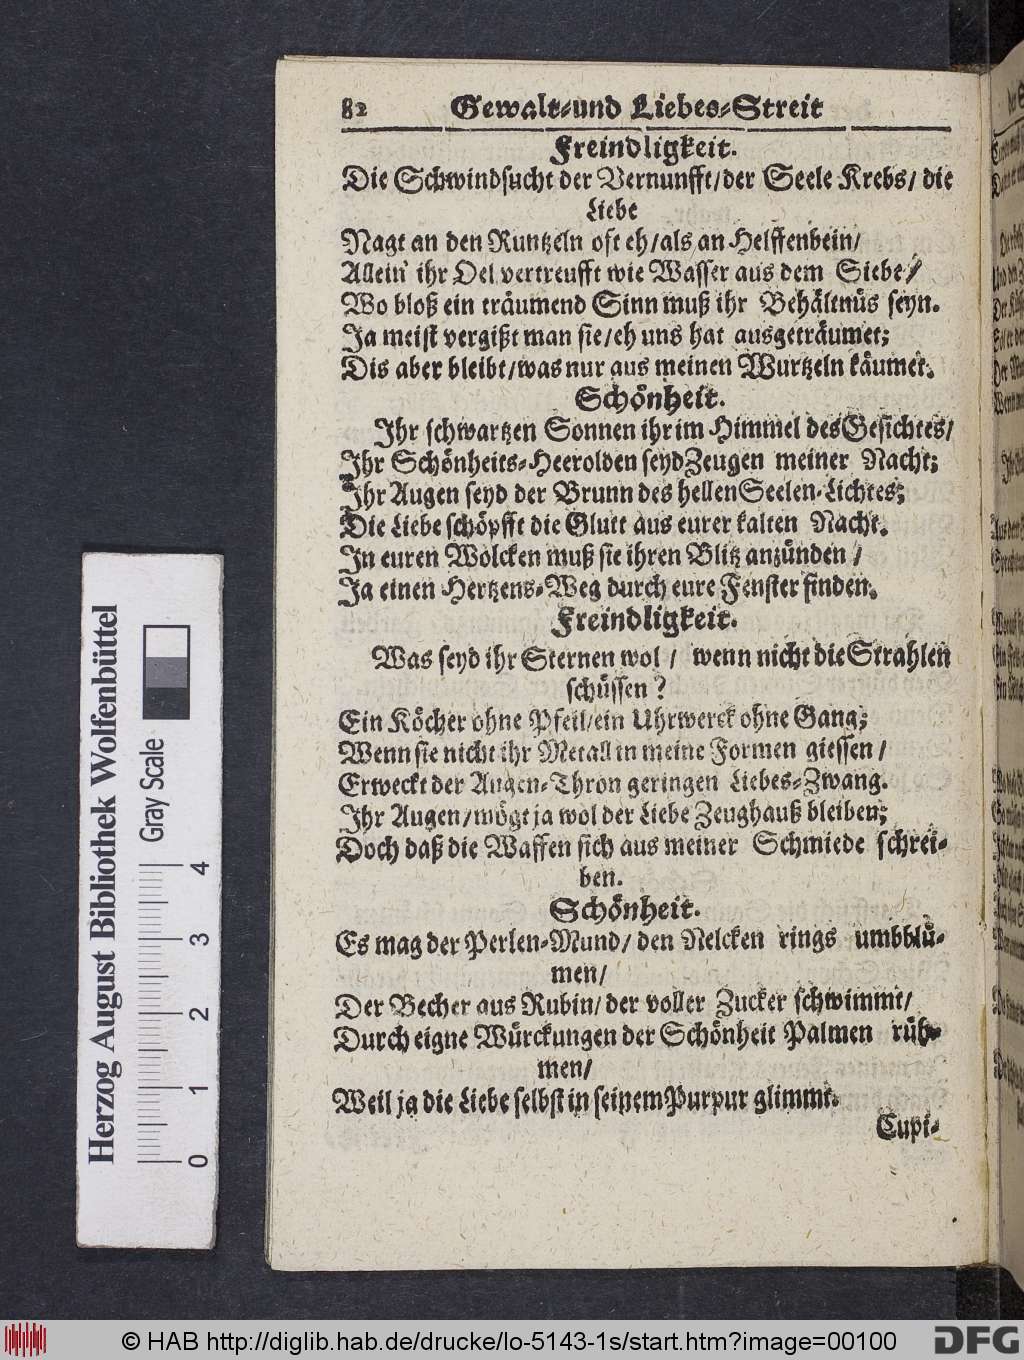 82 Gewalt-und Liebes-Streit
Freindligkeit.
Die Schwindsucht der Vernunfft/der Seele Krebs/ die
Liebe
Nagt an den Runtzeln oft eh/als an Helffenbein/
Allein ihr Oel vertreufft wie Wasser aus dem Siebe/
Wo bloß ein träumend Sinn muß ihr Behältnüs seyn.
Ja meist vergißt man sie/eh uns hat ausgeträumet;
Dis aber bleibt/was nur aus meinen Wurtzeln käumet.
Schönheit.
Ihr schwartzen Sonnen ihr im Himmel des Gesichtes/
Ihr Schönheits-Heerolden seyd Zeugen meiner Nacht;
Ihr Augen seyd der Brunn des hellen Seelen-Lichtes;
Die Liebe schöpfft die Glutt aus eurer kalten Nacht.
In euren Wolcken muß sie ihren Blitz anzünden /
Ja einen Hertzens-Weg durch eure Fenster finden.
Freindligkeit.
Was seyd ihr Sternen wol / wenn nicht die Strahlen
schüssen ?
Ein Köcher ohne Pfeil/ein Uhrwerck ohne Gang;
Wenn sie nicht ihr Metall in meine Formen giessen /
Erweckt der Augen-Thron geringen Liebes-Zwang.
Ihr Augen/mögt ja wol der Liebe Zeughauß bleiben;
Doch daß die Waffen sich aus meiner Schmiede schrei-
ben.
Schönheit.
Es mag der Perlen-Mund/ den Nelcken rings umbblü-
men/
Der Becher aus Rubin/ der voller Zucker schwimmt/
Durch eigne Würckungen der Schönheit Palmen rüh-
men/
Weil ja die Liebe selbst in seinem Purpur glimmt.
Cupi-
Herzog August Bibliothek Wolfenbüttel
Gray Scale
0 1 2 3 4
© HAB http://diglib.hab.de/drucke/lo-5143-1s/start.htm?image=00100
DFG